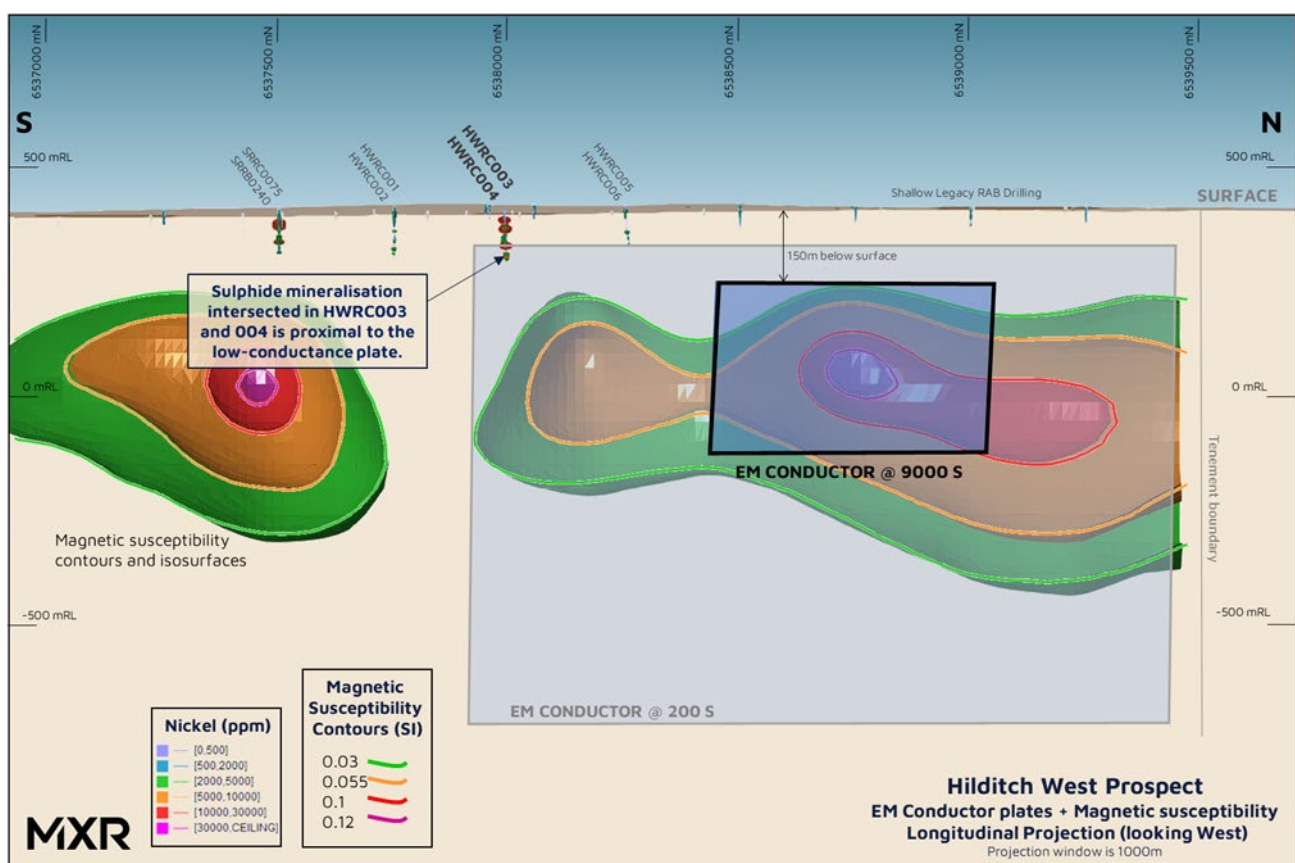 6537000 mN
6537500 mN
6538000 mN
6538500 mN
6539000 mN
6539500 mN
S
N
500 mRL
500 mRL
SRRC0075
SRRB0240
HWRC001
HWRC002
HWRC003
HWRC004
HWRC005
HWRC006
Shallow Legacy RAB Drilling
SURFACE
150m below surface
Sulphide mineralisation
intersected in HWRC003
and 004 is proximal to the
low-conductance plate.
0 mRL
0 mRL
EM CONDUCTOR @ 9000 S
Tenement boundary
Magnetic susceptibility
contours and isosurfaces
-500 mRL
-500 mRL
EM CONDUCTOR @ 200 S
Nickel (ppm)
[0,500]
[500,2000]
[2000,5000]
[5000,10000]
[10000,30000]
[30000,CEILING]
Magnetic
Susceptibility
Contours (SI)
0.03
0.055
0.1
0.12
MXR
Hilditch West Prospect
EM Conductor plates + Magnetic susceptibility
Longitudinal Projection (looking West)
Projection window is 1000m